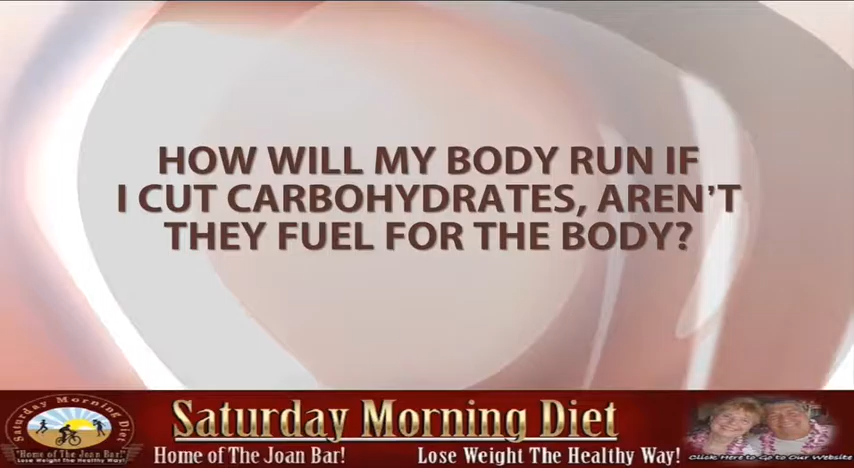 HOW WILL MY BODY RUN IF
I CUT CARBOHYDRATES, AREN'T
THEY FUEL FOR THE BODY?
Saturday Morning Diet
"Home of The Joan Bar!"
Lose Weight The Healthy Way!
Saturday Morning Diet
Home of The Joan Bar! Lose Weight The Healthy Way!
Click Here to Go to Our Website